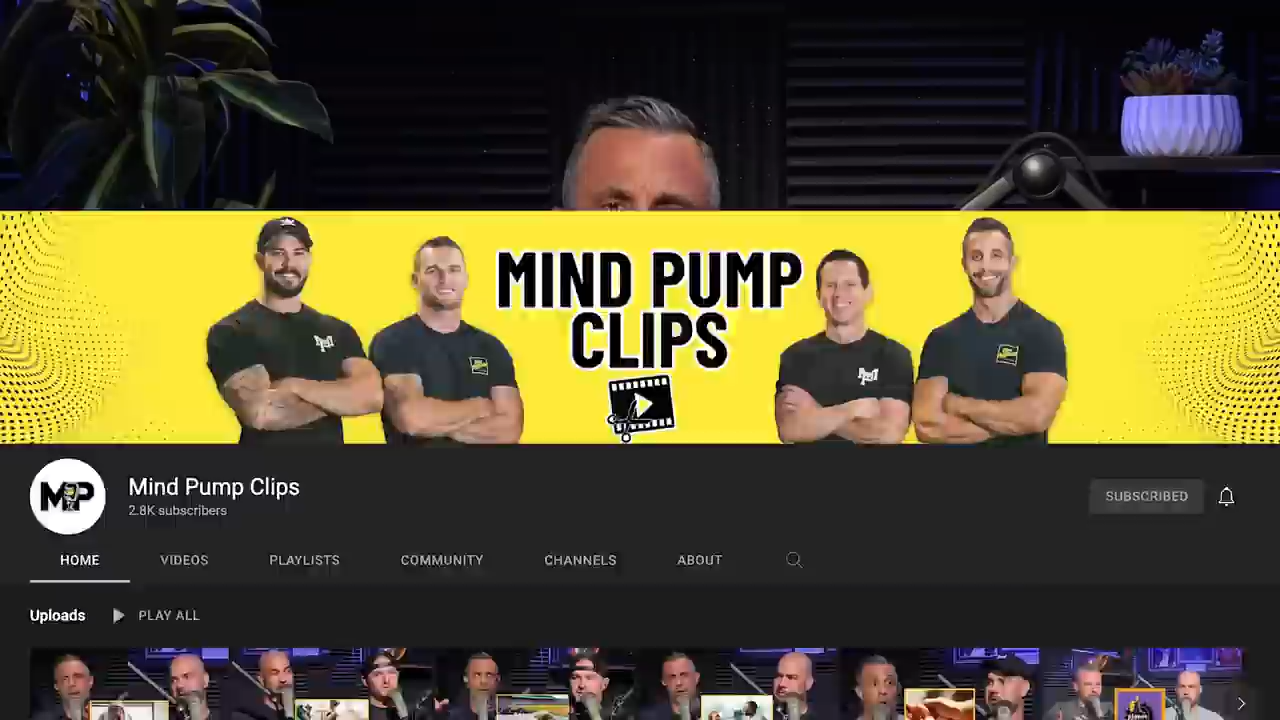 MIND PUMP
CLIPS
MP
Mind Pump Clips
2.8K subscribers
SUBSCRIBED
HOME
VIDEOS
PLAYLISTS
COMMUNITY
CHANNELS
ABOUT
Uploads
PLAY ALL